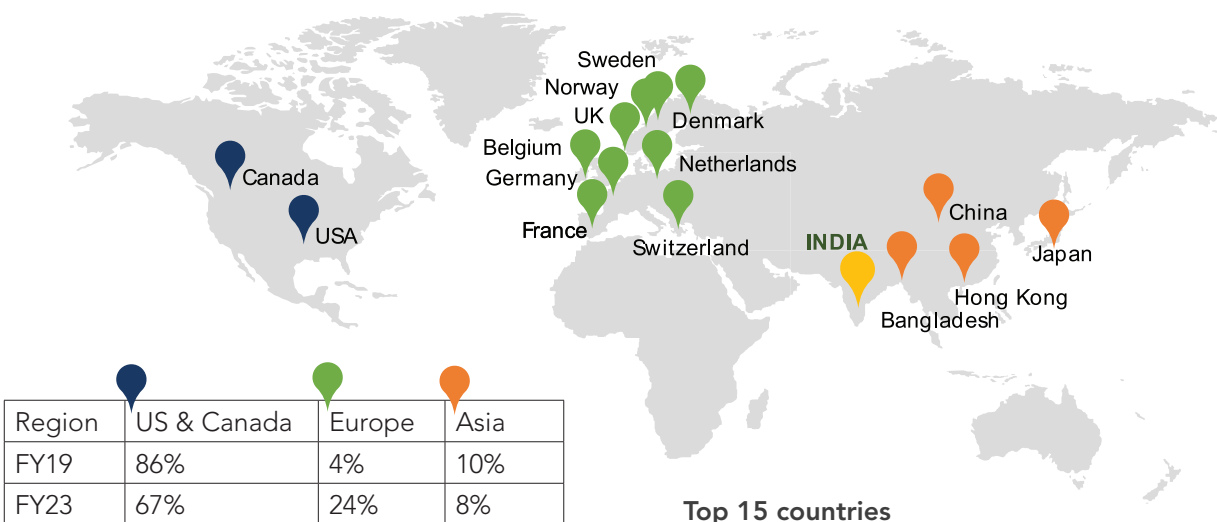 Sweden
Norway
UK
Denmark
Belgium
Netherlands
Germany
Canada
China
USA
France
Switzerland
INDIA
Japan
Hong Kong
Bangladesh
Region US & Canada Europe Asia
FY19 86% 4% 10%
FY23 67% 24% 8%
Top 15 countries